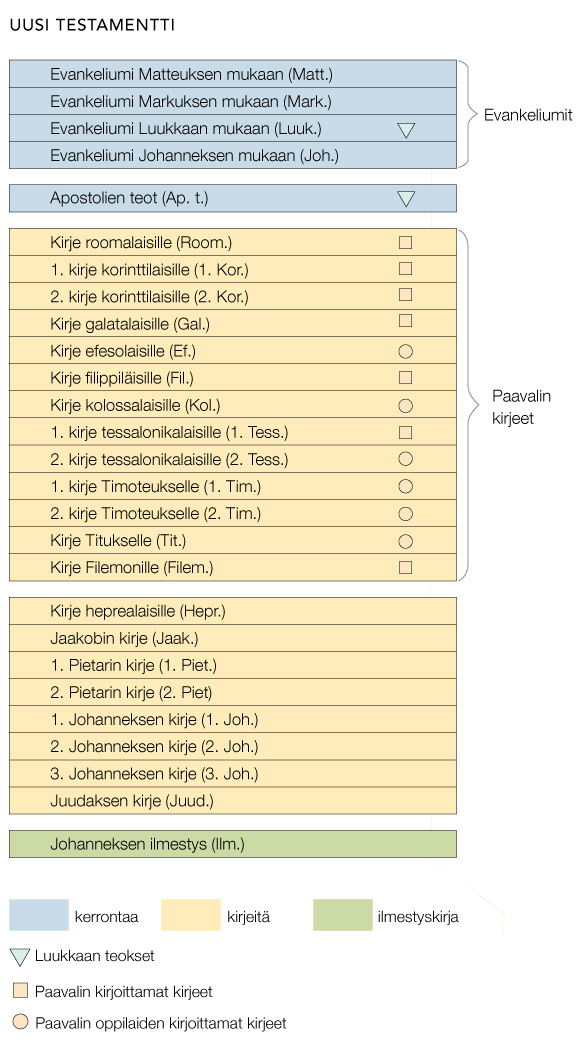 UUSI TESTAMENTTI
Evankeliumi Matteuksen mukaan (Matt.)
Evankeliumi Markuksen mukaan (Mark.)
Evankeliumi Luukkaan mukaan (Luuk.)
Evankeliumi Johanneksen mukaan (Joh.)
Evankeliumit
Apostolien teot (Ap. t.)
Kirje roomalaisille (Room.)
1. kirje korinttilaisille (1. Kor.)
2. kirje korinttilaisille (2. Kor.)
Kirje galatalaisille (Gal.)
Kirje efesolaisille (Ef.)
Kirje filippiläisille (Fil.)
Kirje kolossalaisille (Kol.)
1. kirje tessalonikalaisille (1. Tess.)
2. kirje tessalonikalaisille (2. Tess.)
1. kirje Timoteukselle (1. Tim.)
2. kirje Timoteukselle (2. Tim.)
Kirje Titukselle (Tit.)
Kirje Filemonille (Filem.)
Paavalin
kirjeet
Kirje heprealaisille (Hepr.)
Jaakobin kirje (Jaak.)
1. Pietarin kirje (1. Piet.)
2. Pietarin kirje (2. Piet)
1. Johanneksen kirje (1. Joh.)
2. Johanneksen kirje (2. Joh.)
3. Johanneksen kirje (3. Joh.)
Juudaksen kirje (Juud.)
Johanneksen ilmestys (Ilm.)
kerrontaa
kirjeitä
ilmestyskirja
Luukkaan teokset
Paavalin kirjoittamat kirjeet
Paavalin oppilaiden kirjoittamat kirjeet